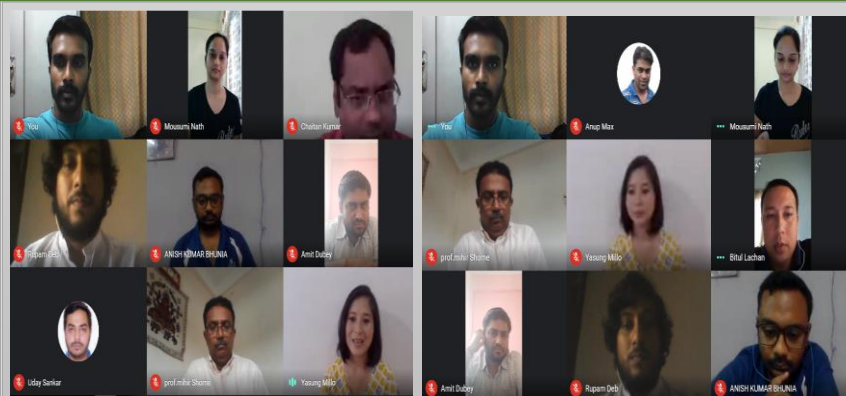 You
Mousumi Nath
Chaitan Kumar
Rupam Deb
ANISH KUMAR BHUNIA
Amit Dubey
Uday Sankar
prof.mihir Shome
Yasung Millo
You
Anup Max
Mousumi Nath
prof.mihir Shome
Yasung Millo
Bitul Lachan
Amit Dubey
Rupam Deb
ANISH KUMAR BHUNIA